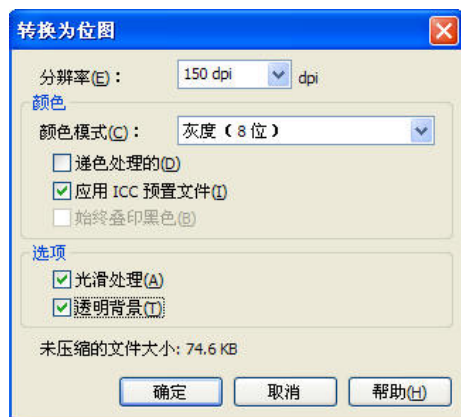 转换为位图
分辨率(E)： 150 dpi dpi
颜色
颜色模式(C)： 灰度（8位）
递色处理的(D)
应用 ICC 预置文件(I)
始终叠印黑色(B)
选项
光滑处理(A)
透明背景(T)
未压缩的文件大小: 74.6 KB
确定 取消 帮助(H)